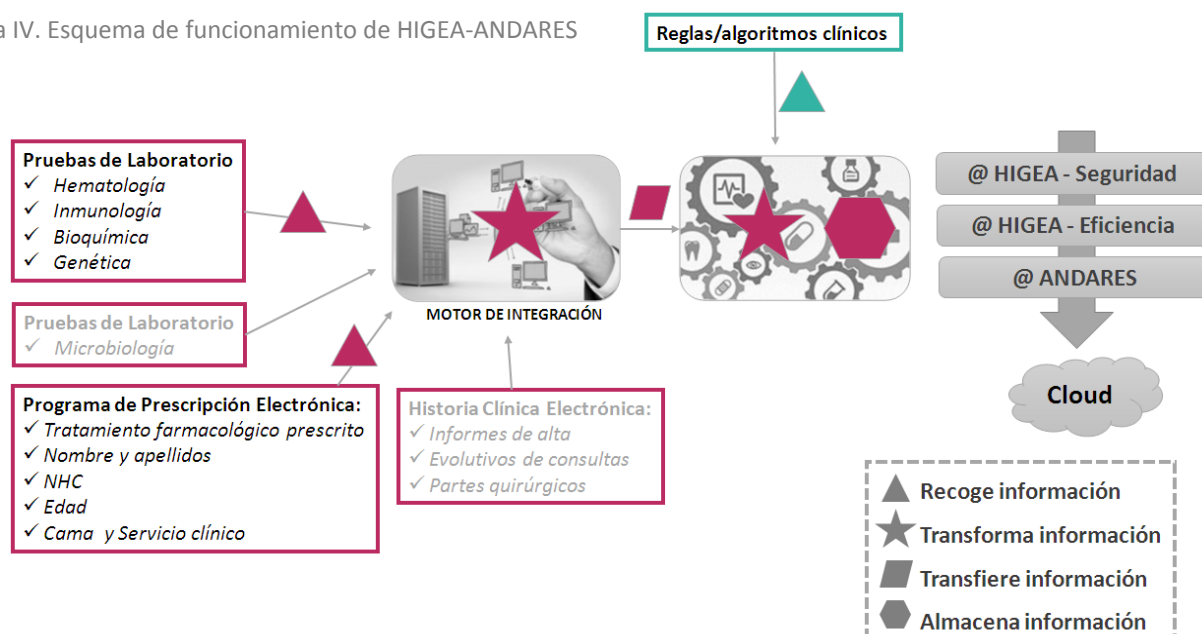 IV. Esquema de funcionamiento de HIGEA-ANDARES
Reglas/algoritmos clínicos
Pruebas de Laboratorio
✓ Hematología
✓ Inmunología
✓ Bioquímica
✓ Genética
Pruebas de Laboratorio
✓ Microbiología
Programa de Prescripción Electrónica:
✓ Tratamiento farmacológico prescrito
✓ Nombre y apellidos
✓ NHC
✓ Edad
✓ Cama y Servicio clínico
MOTOR DE INTEGRACIÓN
Historia Clínica Electrónica:
✓ Informes de alta
✓ Evolutivos de consultas
✓ Partes quirúrgicos
@ HIGEA - Seguridad
@ HIGEA - Eficiencia
@ ANDARES
Cloud
Recoge información
Transforma información
Transfiere información
Almacena información